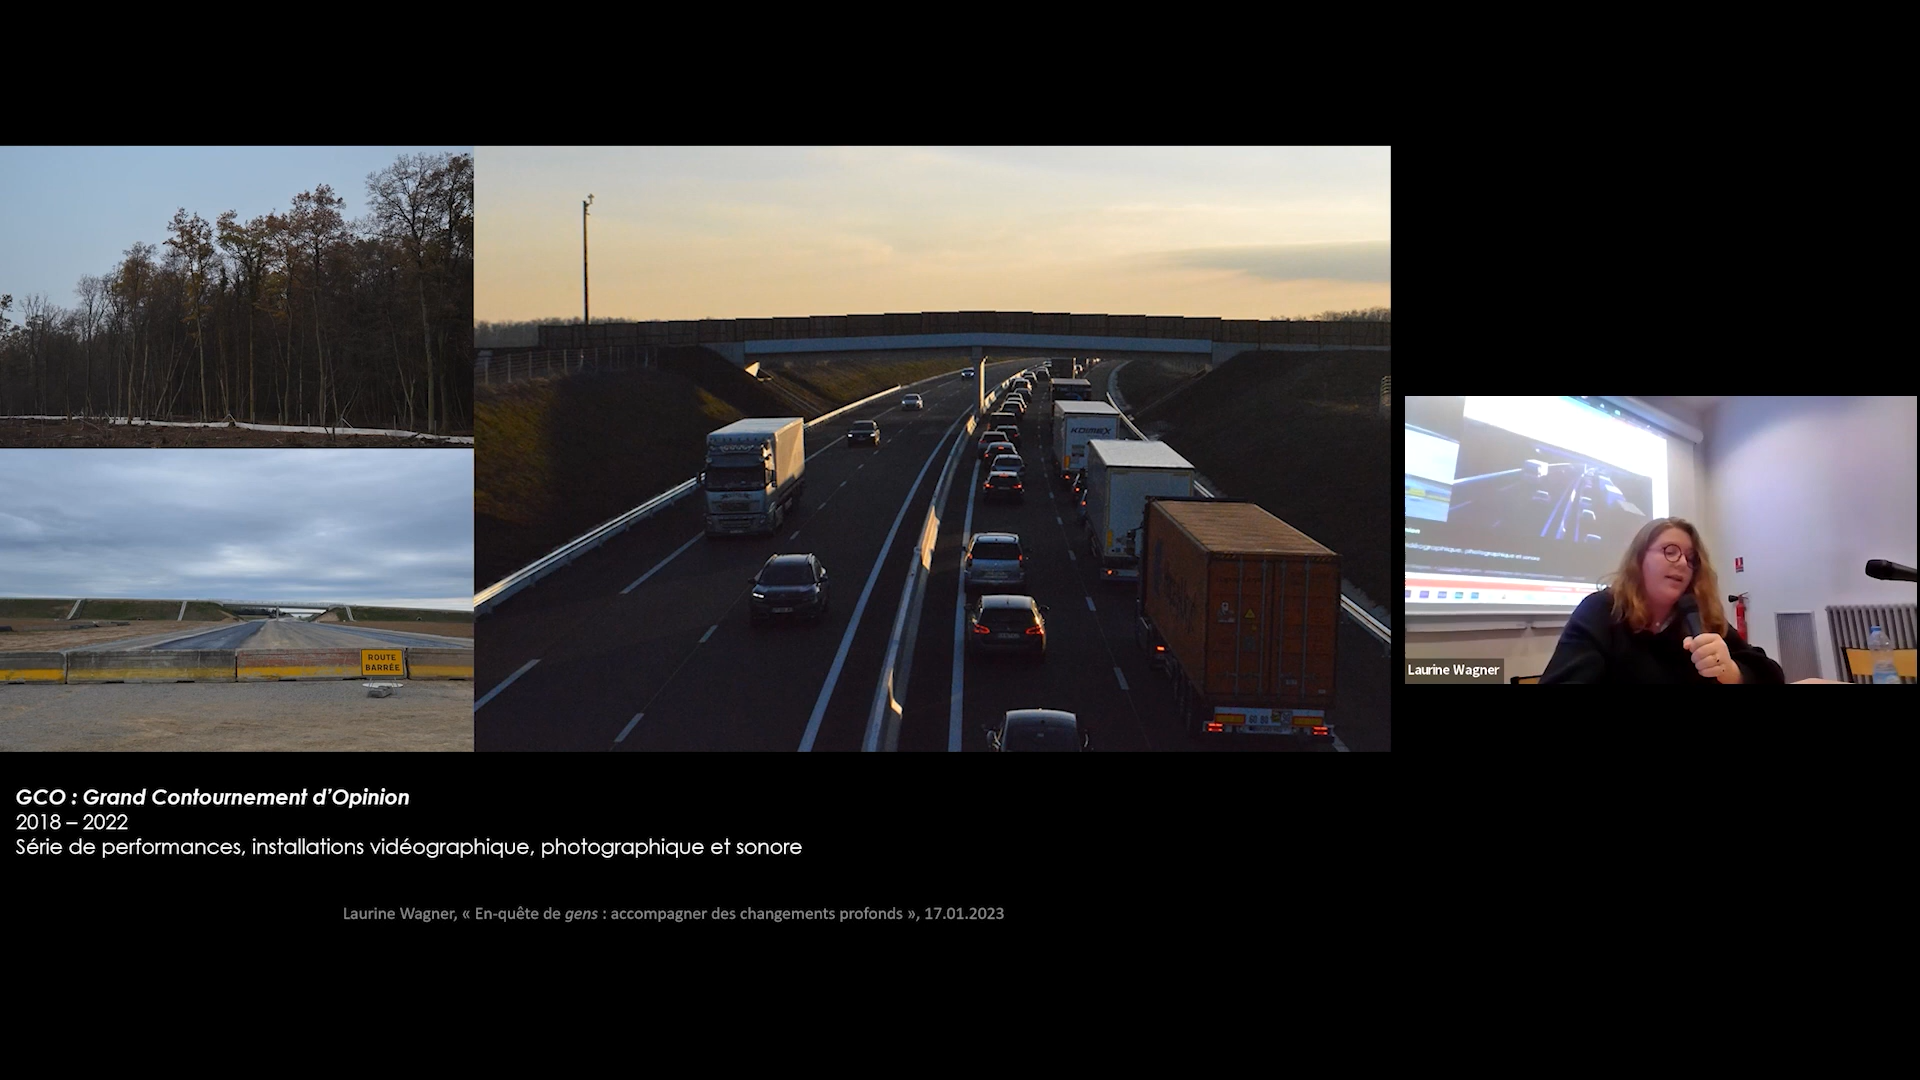 KOIMEX
ROUTE
BARRÉE
Laurine Wagner
GCO : Grand Contournement d’Opinion
2018 – 2022
Série de performances, installations vidéographique, photographique et sonore
Laurine Wagner, « En-quête de gens : accompagner des changements profonds », 17.01.2023